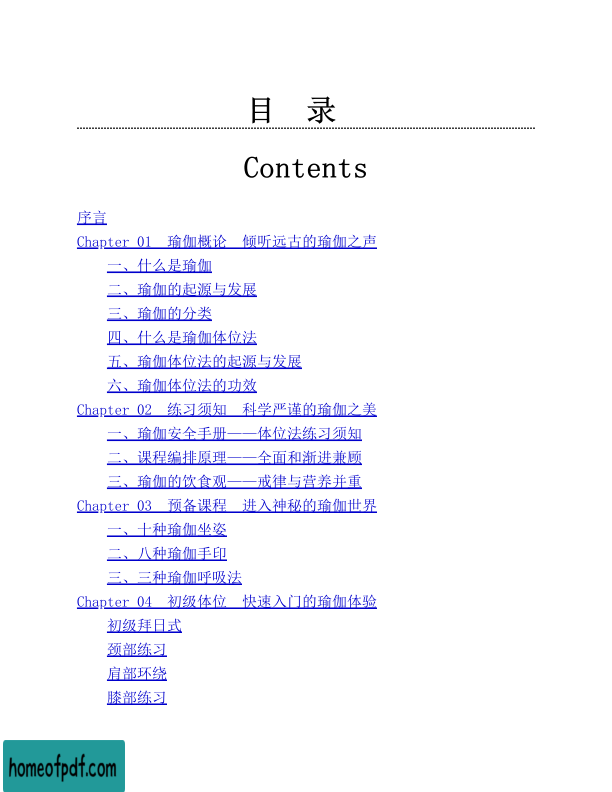 目 录
Contents
序言
Chapter 01 瑜伽概论 倾听远古的瑜伽之声
一、什么是瑜伽
二、瑜伽的起源与发展
三、瑜伽的分类
四、什么是瑜伽体位法
五、瑜伽体位法的起源与发展
六、瑜伽体位法的功效
Chapter 02 练习须知 科学严谨的瑜伽之美
一、瑜伽安全手册——体位法练习须知
二、课程编排原理——全面和渐进兼顾
三、瑜伽的饮食观——戒律与营养并重
Chapter 03 预备课程 进入神秘的瑜伽世界
一、十种瑜伽坐姿
二、八种瑜伽手印
三、三种瑜伽呼吸法
Chapter 04 初级体位 快速入门的瑜伽体验
初级拜日式
颈部练习
肩部环绕
膝部练习
homeofpdf.com